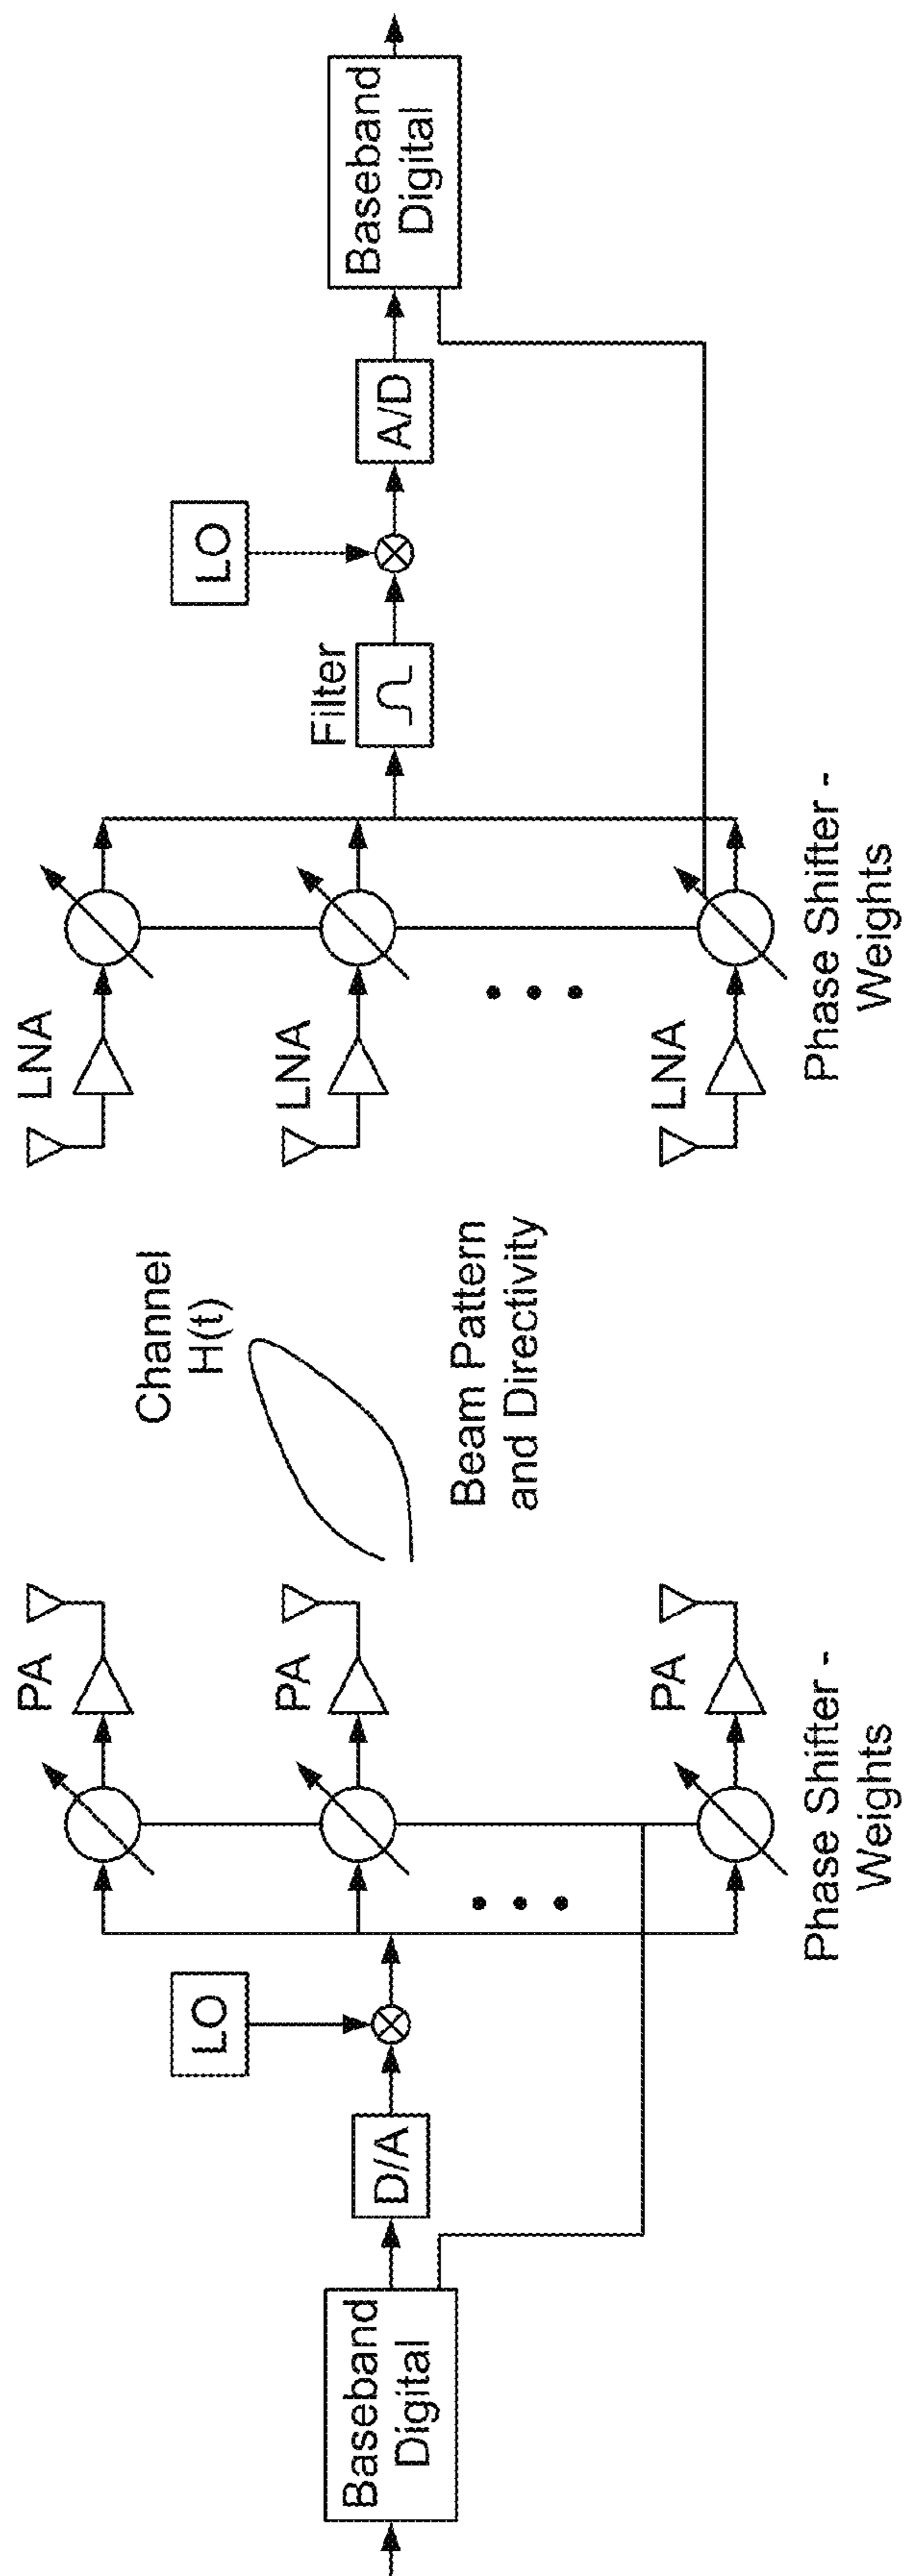 Baseband
Digital
D/A
LO
PA
PA
PA
Phase Shifter -
Weights
Channel
H(t)
Beam Pattern
and Directivity
LNA
LNA
LNA
Phase Shifter -
Weights
Filter
LO
A/D
Baseband
Digital